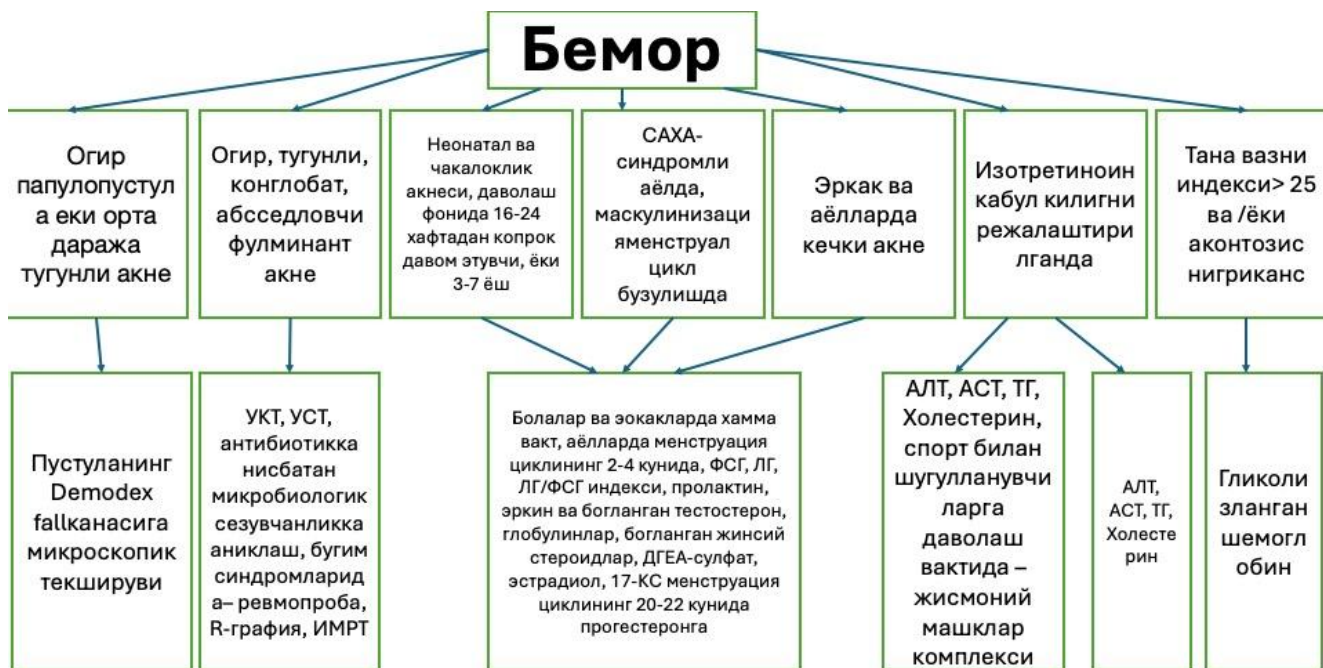 Бемор
Огир
папулопустул
а еки орта
даража
тугунли акне
Огир, тугунли,
конглобат,
абсседловчи
фулминант
акне
Неонатал ва
чакалоклик
акнеси, даволаш
фонида 16-24
хафтадан копрок
давом этувчи, ёки
3-7 ёш
САХА-
синдромли
аёлда,
маскулинизаци
яменструал
цикл
бузулишда
Эркак ва
аёлларда
кечки акне
Изотретиноин
кабул килигни
режалаштири
лганда
Тана вазни
индекси> 25
ва /ёки
аконтозис
нигриканс
Пустуланинг
Demodex
fallканасига
микроскопик
текшируви
УКТ, УСТ,
антибиотикка
нисбатан
микробиологик
сезувчанликка
аниклаш, бугим
синдромларид
а– ревмопроба,
R-графия, ИМРТ
Болалар ва эокакларда хамма
вакт, аёлларда менструация
циклининг 2-4 кунида, ФСГ, ЛГ,
ЛГ/ФСГ индекси, пролактин,
эркин ва богланган тестостерон,
глобулинлар, богланган жинсий
стероидлар, ДГЕА-сулфат,
эстрадиол, 17-КС менструация
циклининг 20-22 кунида
прогестеронга
АЛТ, АСТ, ТГ,
Холестерин,
спорт билан
шугулланувчи
ларга
даволаш
вактида –
жисмоний
машклар
комплекси
АЛТ,
АСТ, ТГ,
Холесте
рин
Гликоли
зланган
шемогл
обин